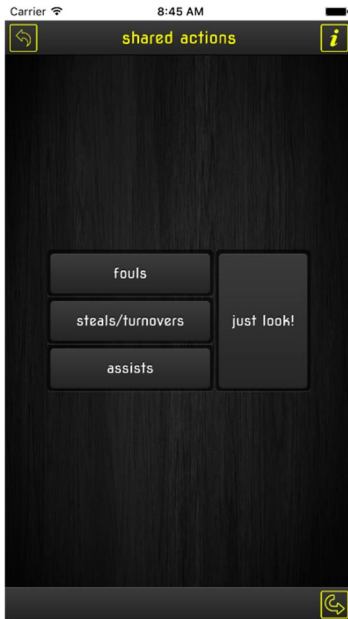 Carrier 8:45 AM
shared actions i
fouls
steals/turnovers
just look!
assists